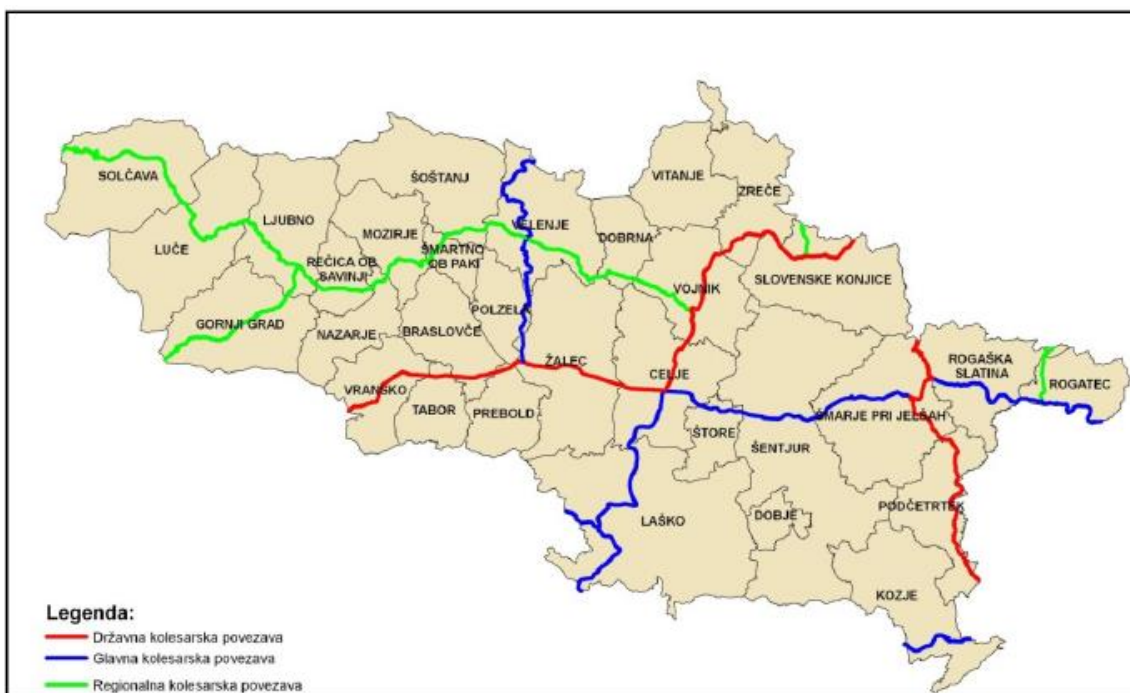 SOLČAVA
LUČE
LJUBNO
GORNJI GRAD
REČICA OB
SAVINJI
MOZIRJE
NAZARJE
ŠOŠTANJ
ŠMARTNO
OB PAKI
BRASLOVČE
POLZELA
VELENJE
DOBRNA
VITANJE
ZREČE
VOJNIK
SLOVENSKE KONJICE
VRANSKO
TABOR
PREBOLD
ŽALEC
CELJE
ŠTORE
ŠENTJUR
ŠMARJE PRI JELŠAH
ROGAŠKA
SLATINA
ROGATEC
LAŠKO
DOBJE
PODČETRTEK
KOZJE
Legenda:
Državna kolesarska povezava
Glavna kolesarska povezava
Regionalna kolesarska povezava